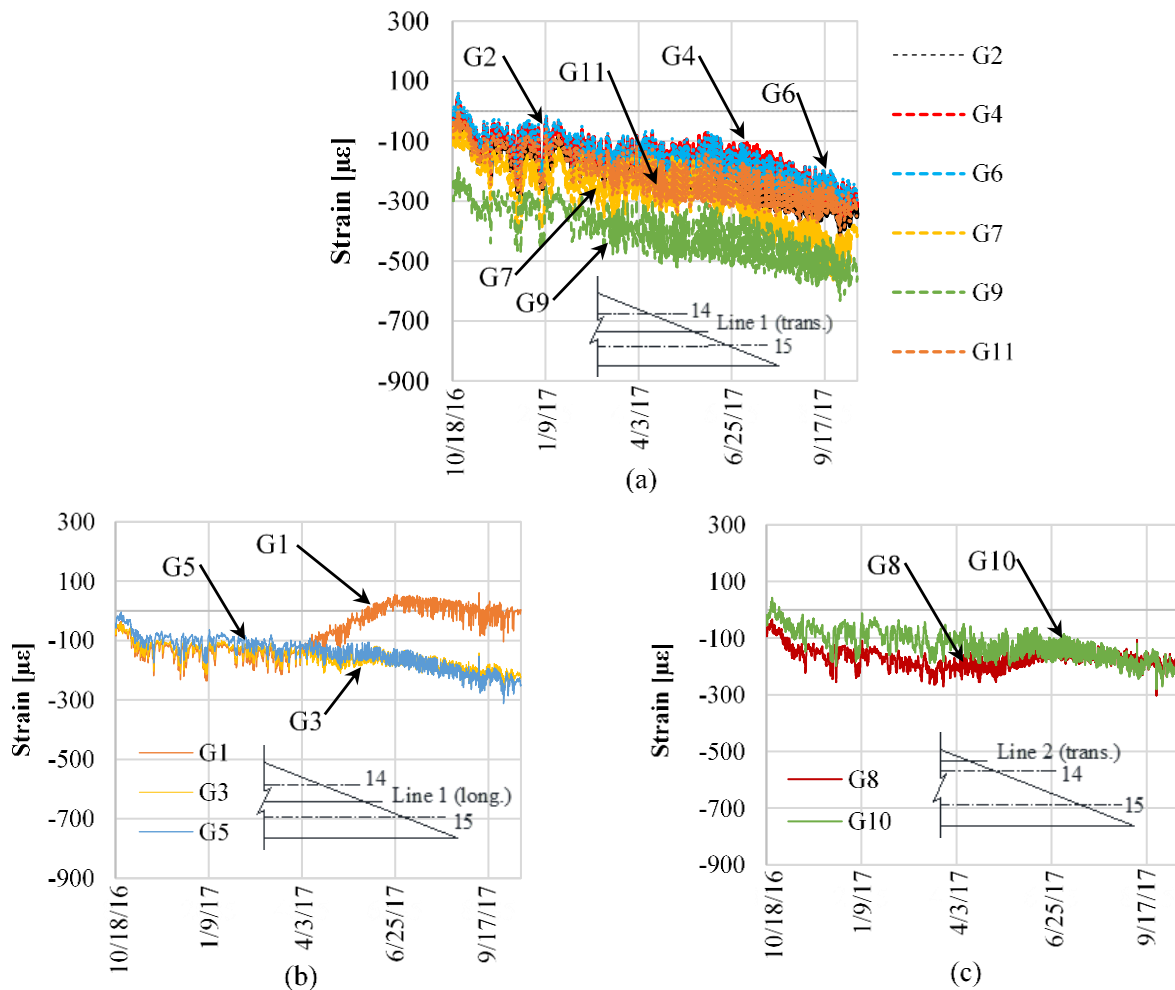 300
100
-100
-300
-500
-700
-900
Strain [με]
G2
G11
G4
G6
G7
G9
14
Line 1 (trans.)
15
10/18/16
1/9/17
4/3/17
6/25/17
9/17/17
G2
G4
G6
G7
G9
G11
(a)
300
100
-100
-300
-500
-700
-900
Strain [με]
G5
G1
G3
G1
G3
G5
14
Line 1 (long.)
15
10/18/16
1/9/17
4/3/17
6/25/17
9/17/17
(b)
300
100
-100
-300
-500
-700
-900
Strain [με]
G8
G10
G8
G10
Line 2 (trans.)
14
15
10/18/16
1/9/17
4/3/17
6/25/17
9/17/17
(c)